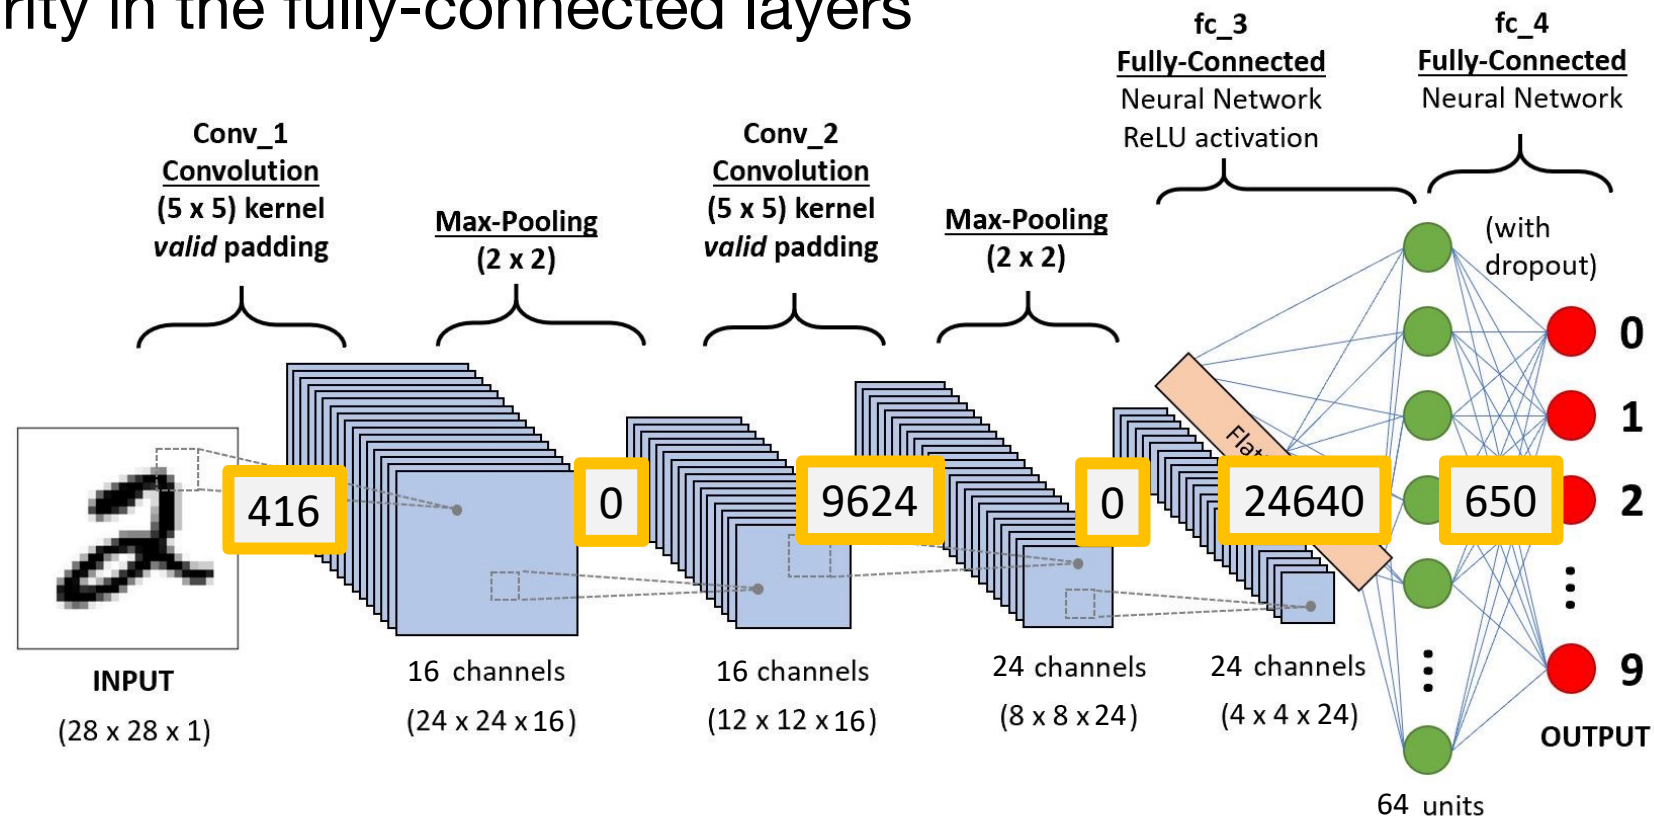 rity in the fully-connected layers
fc_3
Fully-Connected
Neural Network
ReLU activation
fc_4
Fully-Connected
Neural Network
Conv_1
Convolution
(5 x 5) kernel
valid padding
Max-Pooling
(2 x 2)
Conv_2
Convolution
(5 x 5) kernel
valid padding
Max-Pooling
(2 x 2)
(with
dropout)
2
416
0
9624
0
24640
650
0
1
2
9
INPUT
(28 x 28 x 1)
16 channels
(24 x 24 x 16)
16 channels
(12 x 12 x 16)
24 channels
(8 x 8 x 24)
24 channels
(4 x 4 x 24)
OUTPUT
64 units